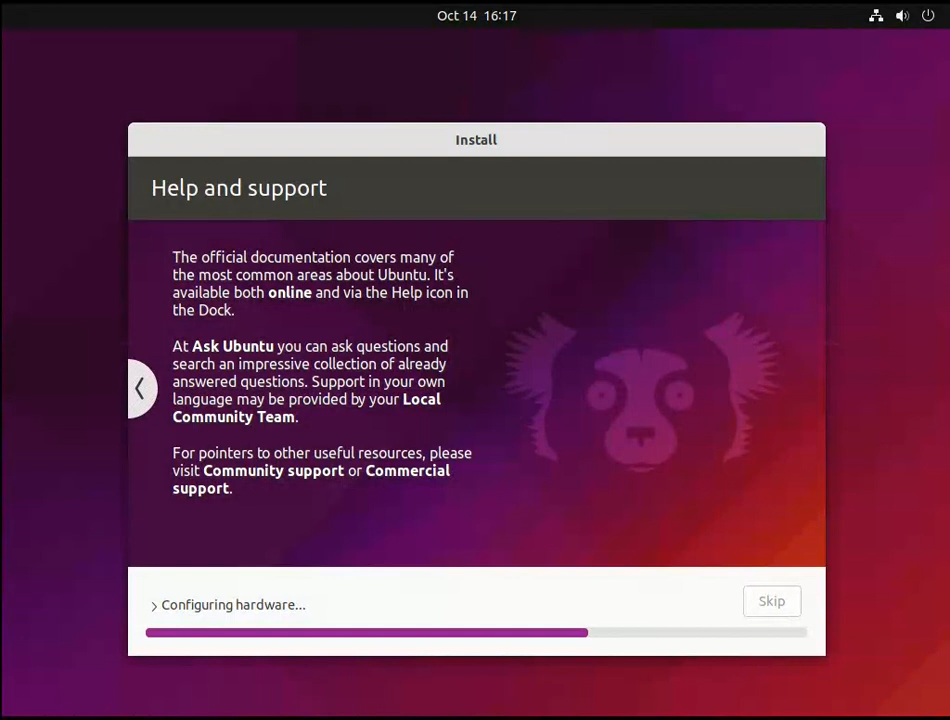 Oct 14 16:17
Install
Help and support
The official documentation covers many of
the most common areas about Ubuntu. It's
available both online and via the Help icon in
the Dock.
At Ask Ubuntu you can ask questions and
search an impressive collection of already
answered questions. Support in your own
language may be provided by your Local
Community Team.
For pointers to other useful resources, please
visit Community support or Commercial
support.
Configuring hardware...
Skip